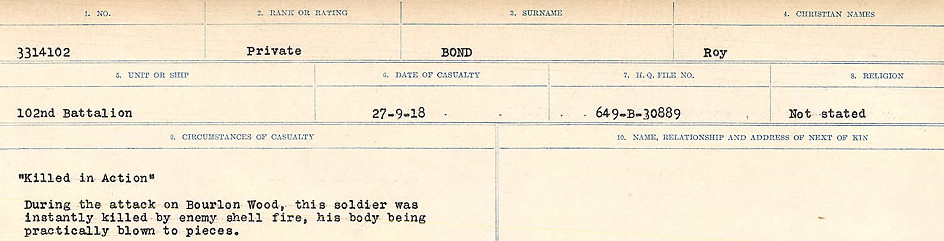 1. NO. 2. RANK OR RATING 3. SURNAME 4. CHRISTIAN NAMES
3314102 Private BOND Roy
5. UNIT OR SHIP 6. DATE OF CASUALTY 7. H.Q. FILE NO. 8. RELIGION
102nd Battalion 27-9-18 649-B-30889 Not stated
9. CIRCUMSTANCES OF CASUALTY 10. NAME, RELATIONSHIP AND ADDRESS OF NEXT OF KIN
"Killed in Action"
During the attack on Bourlon Wood, this soldier was
instantly killed by enemy shell fire, his body being
practically blown to pieces.